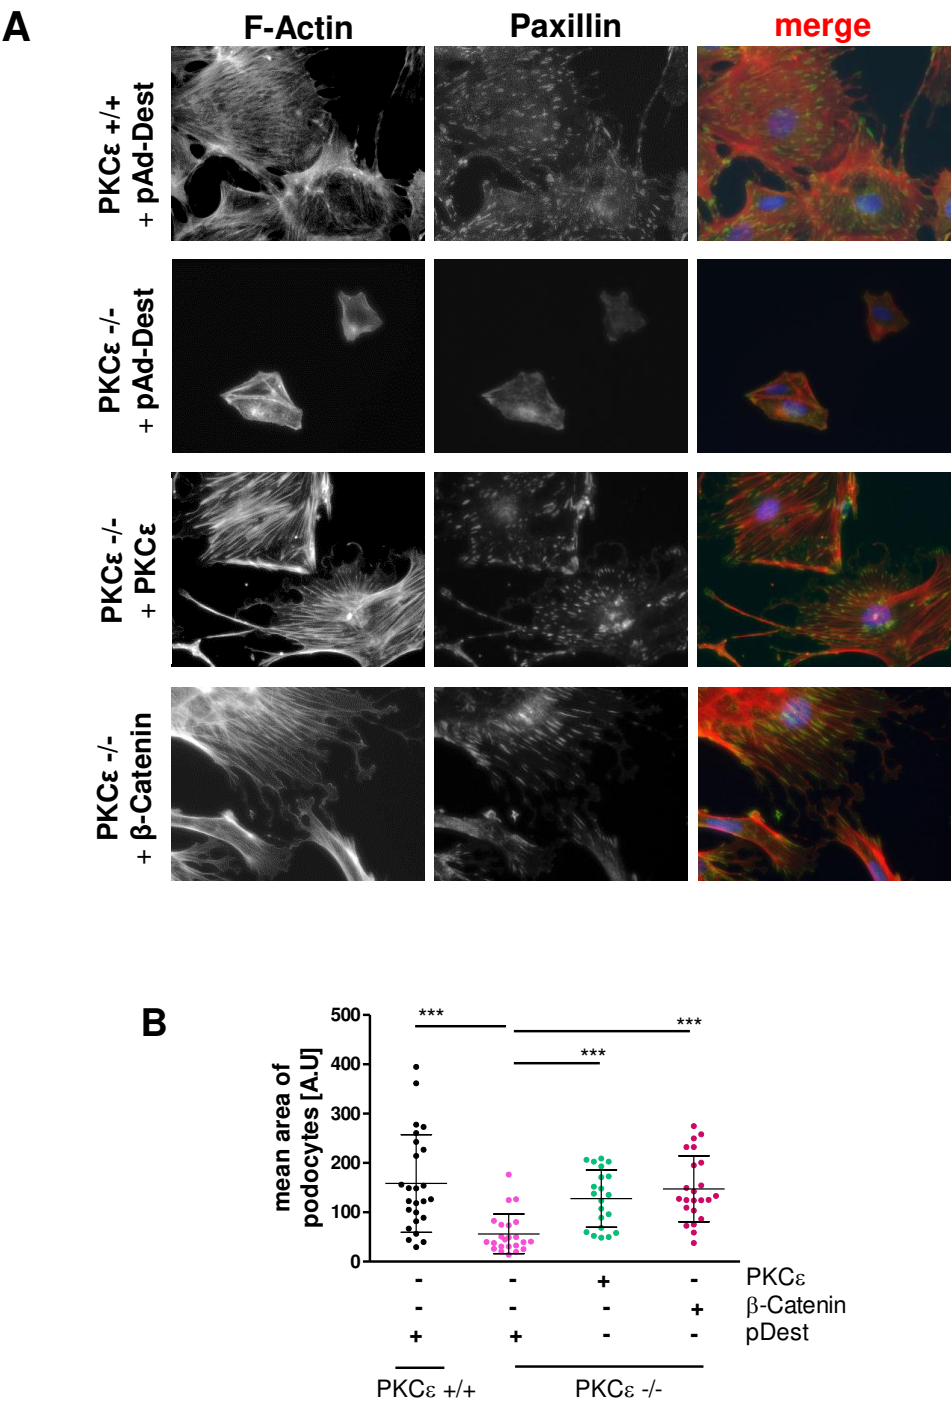 A
F-Actin Paxillin merge
PKCε +/+
+ pAd-Dest
PKCε -/-
+ pAd-Dest
PKCε -/-
+ PKCε
PKCε -/-
+ β-Catenin
B
mean area of
podocytes [A.U]
500
400
300
200
100
0
***
***
***
- - + - PKCε
- - - + β-Catenin
+ + - - pDest
PKCε +/+ PKCε -/-